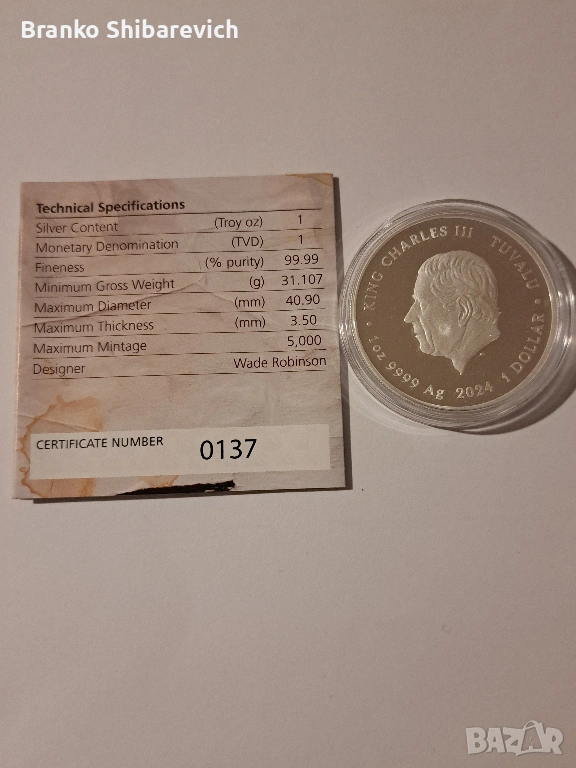 Branko Shibarevich
Technical Specifications
Silver Content (Troy oz) 1
Monetary Denomination (TVD) 1
Fineness (% purity) 99.99
Minimum Gross Weight (g) 31.107
Maximum Diameter (mm) 40.90
Maximum Thickness (mm) 3.50
Maximum Mintage 5,000
Designer Wade Robinson
CERTIFICATE NUMBER 0137
• KING CHARLES III TUVALU •
1oz 9999 Ag 2024 1 DOLLAR
BAZAR